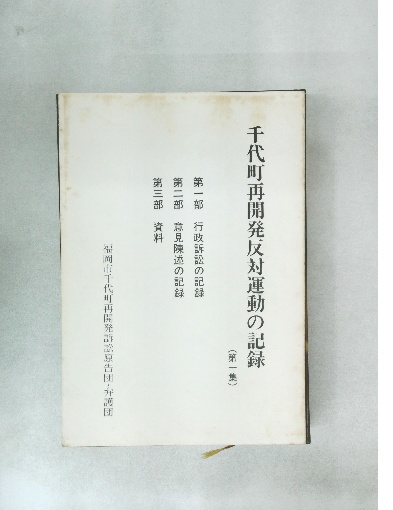 千代町再開発反対運動の記録
（第一集）
第一部 行政訴訟の記録
第二部 意見陳述の記録
第三部 資料
福岡市千代町再開発訴訟原告団・弁護団